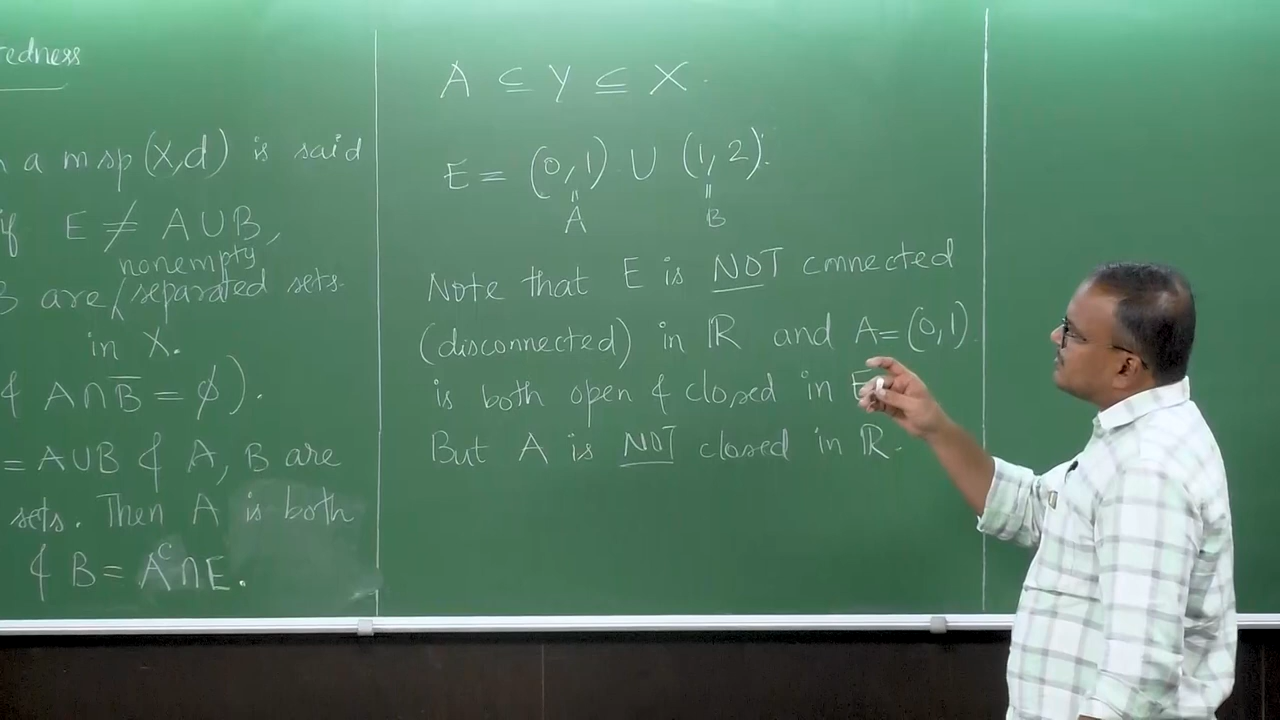 tedness
n a msp (X,d) is said
if E ≠ A∪B,
nonempty
B are / separated sets
in X.
& A∩B̅ = ϕ).
= A∪B & A, B are
sets. Then A is both
& B = Aᶜ∩E.
A ⊆ Y ⊆ X.
E = (0,1) ∪ (1,2).
A B
Note that E is NOT connected
(disconnected) in ℝ and A = (0,1)
is both open & closed in E
But A is NOT closed in ℝ.